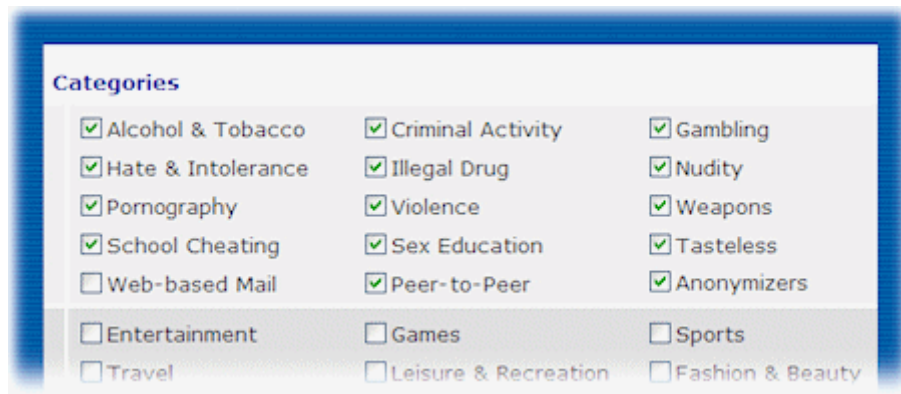 Categories
Alcohol & Tobacco Criminal Activity Gambling
Hate & Intolerance Illegal Drug Nudity
Pornography Violence Weapons
School Cheating Sex Education Tasteless
Web-based Mail Peer-to-Peer Anonymizers
Entertainment Games Sports
Travel Leisure & Recreation Fashion & Beauty